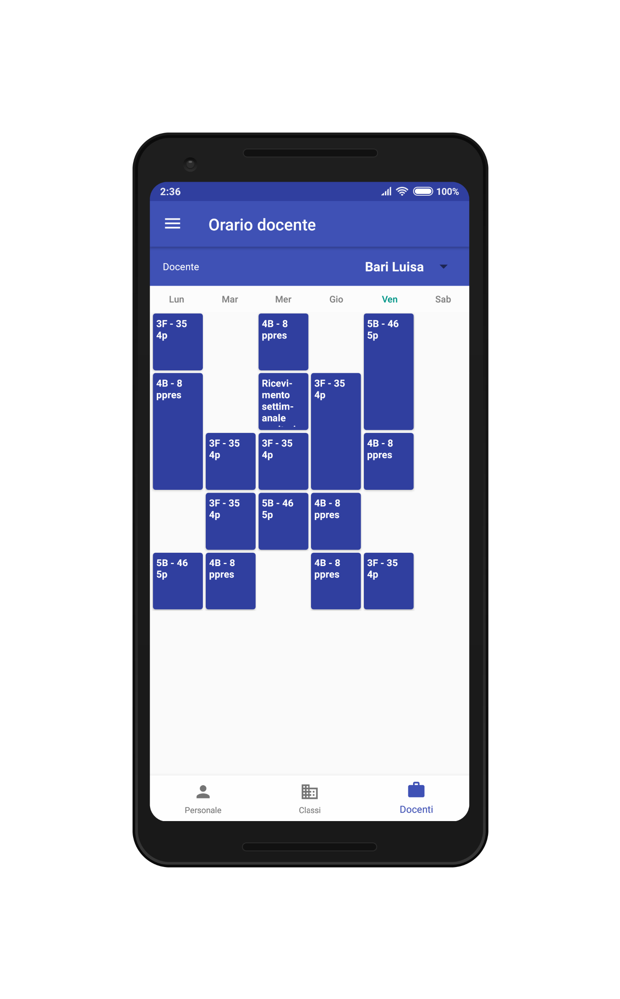 2:36 100%
Orario docente
Docente Bari Luisa
Lun Mar Mer Gio Ven Sab
3F - 35
4p
4B - 8
ppres
5B - 46
5p
4B - 8
ppres
Ricevi-
mento
settim-
anale
3F - 35
4p
3F - 35
4p
3F - 35
4p
4B - 8
ppres
3F - 35
4p
5B - 46
5p
4B - 8
ppres
5B - 46
5p
4B - 8
ppres
4B - 8
ppres
3F - 35
4p
Personale Classi Docenti